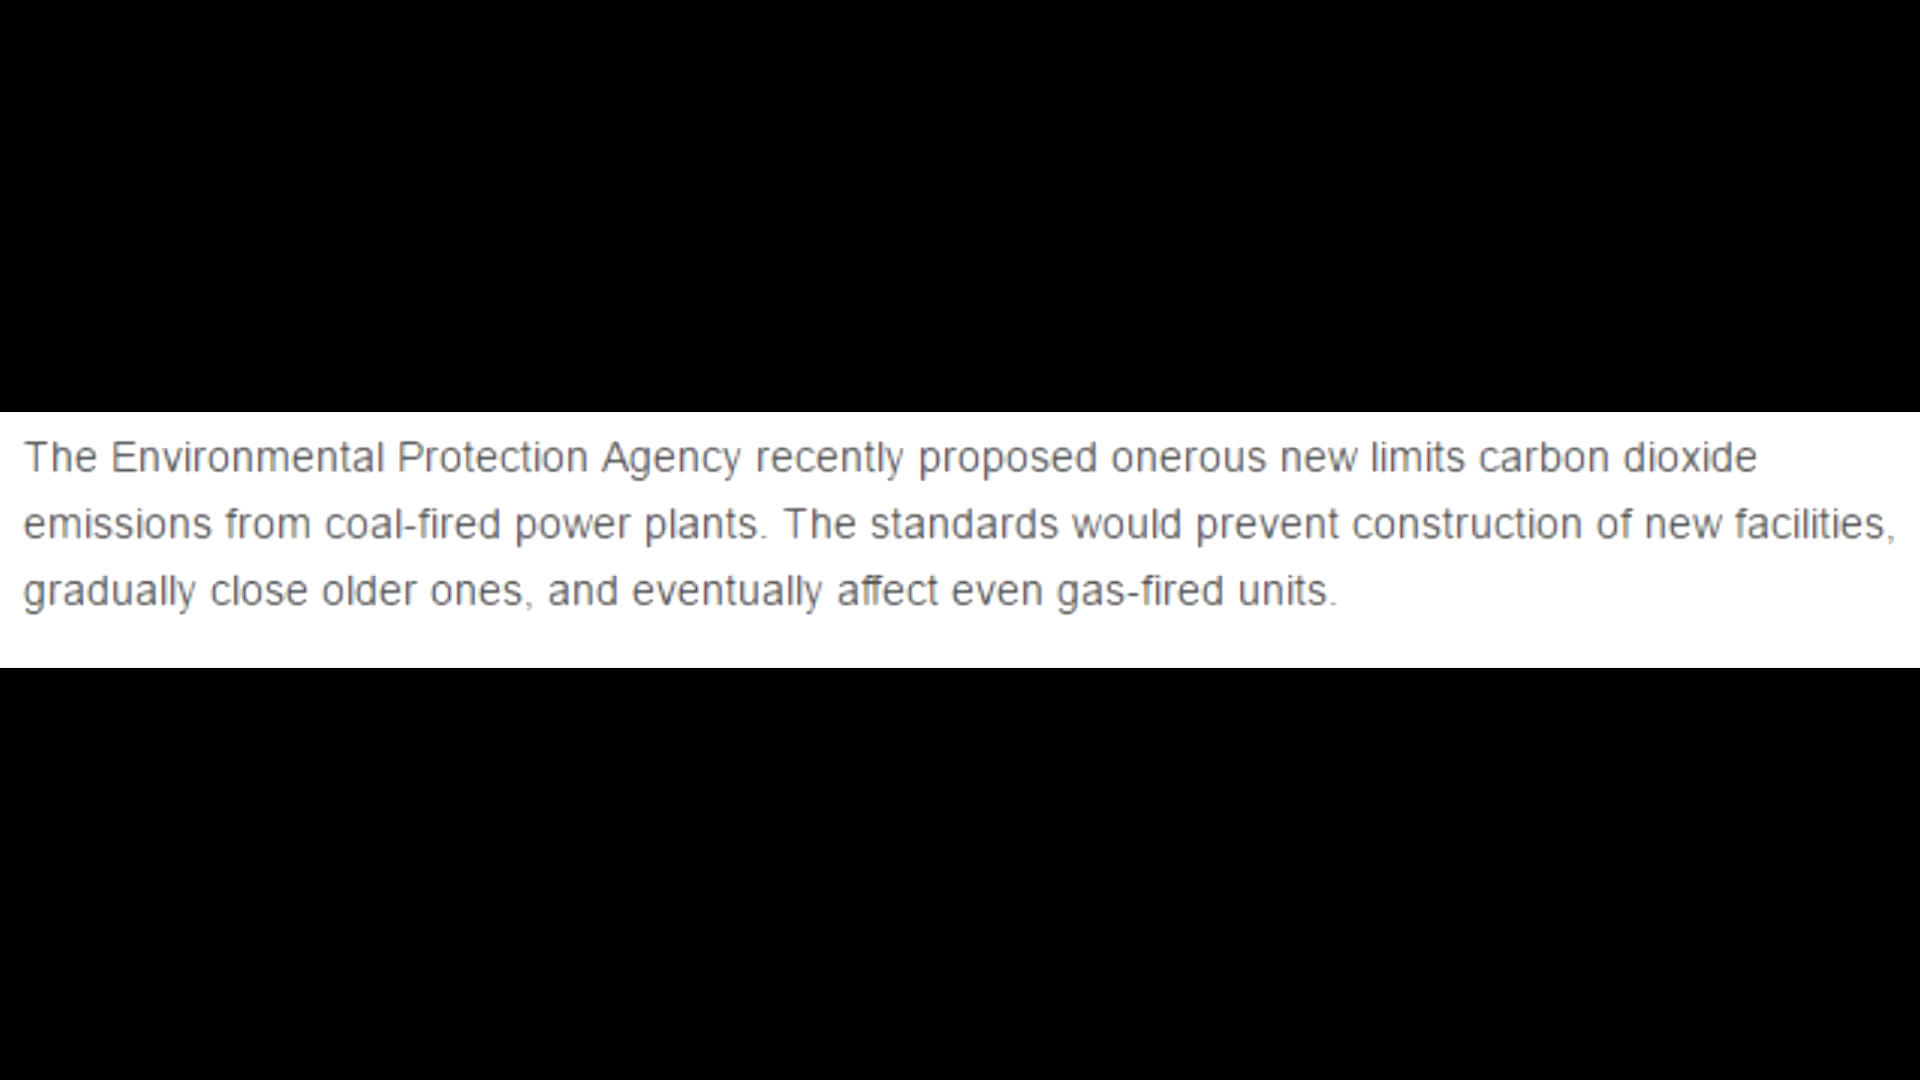 The Environmental Protection Agency recently proposed onerous new limits carbon dioxide
emissions from coal-fired power plants. The standards would prevent construction of new facilities,
gradually close older ones, and eventually affect even gas-fired units.